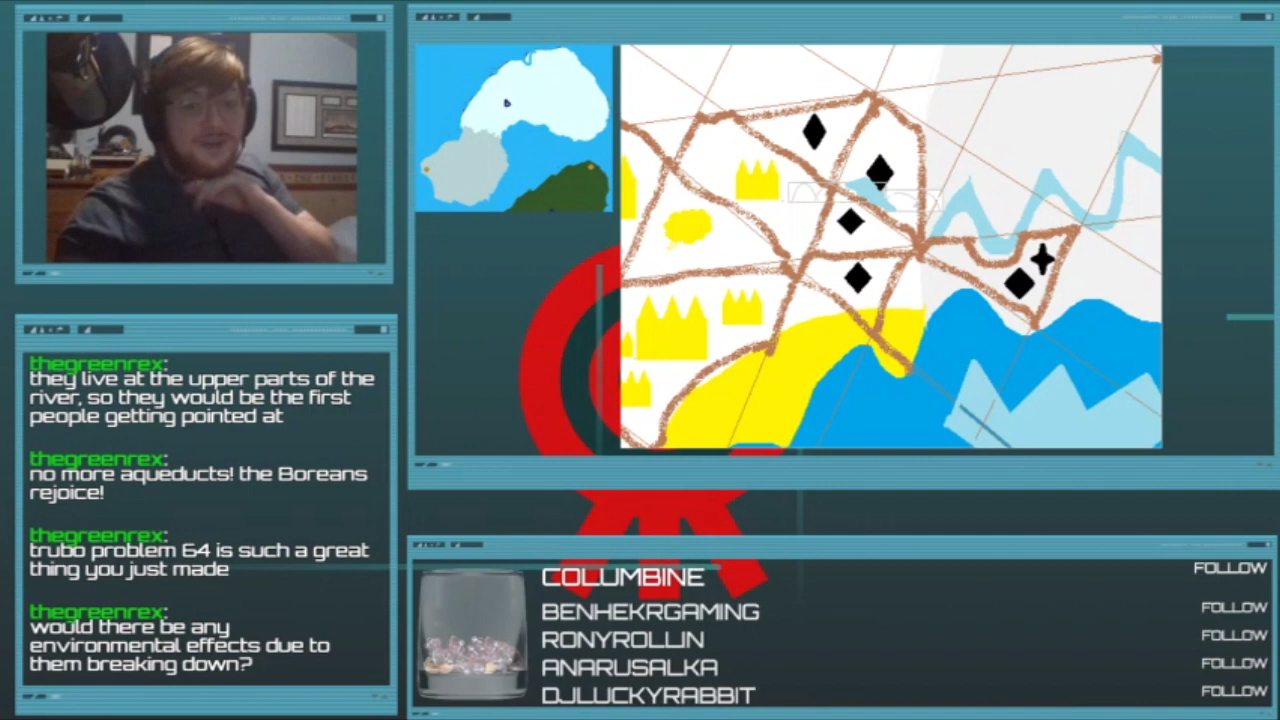 thegreenrex:
they live at the upper parts of the
river, so they would be the first
people getting pointed at
thegreenrex:
no more aqueducts! the Boreans
rejoice!
thegreenrex:
trubo problem 64 is such a great
thing you just made
thegreenrex:
would there be any
environmental effects due to
them breaking down?
COLUMBINE FOLLOW
BENHEKRGAMING FOLLOW
RONYROLLIN FOLLOW
ANARUSALKA FOLLOW
DJLUCKYRABBIT FOLLOW